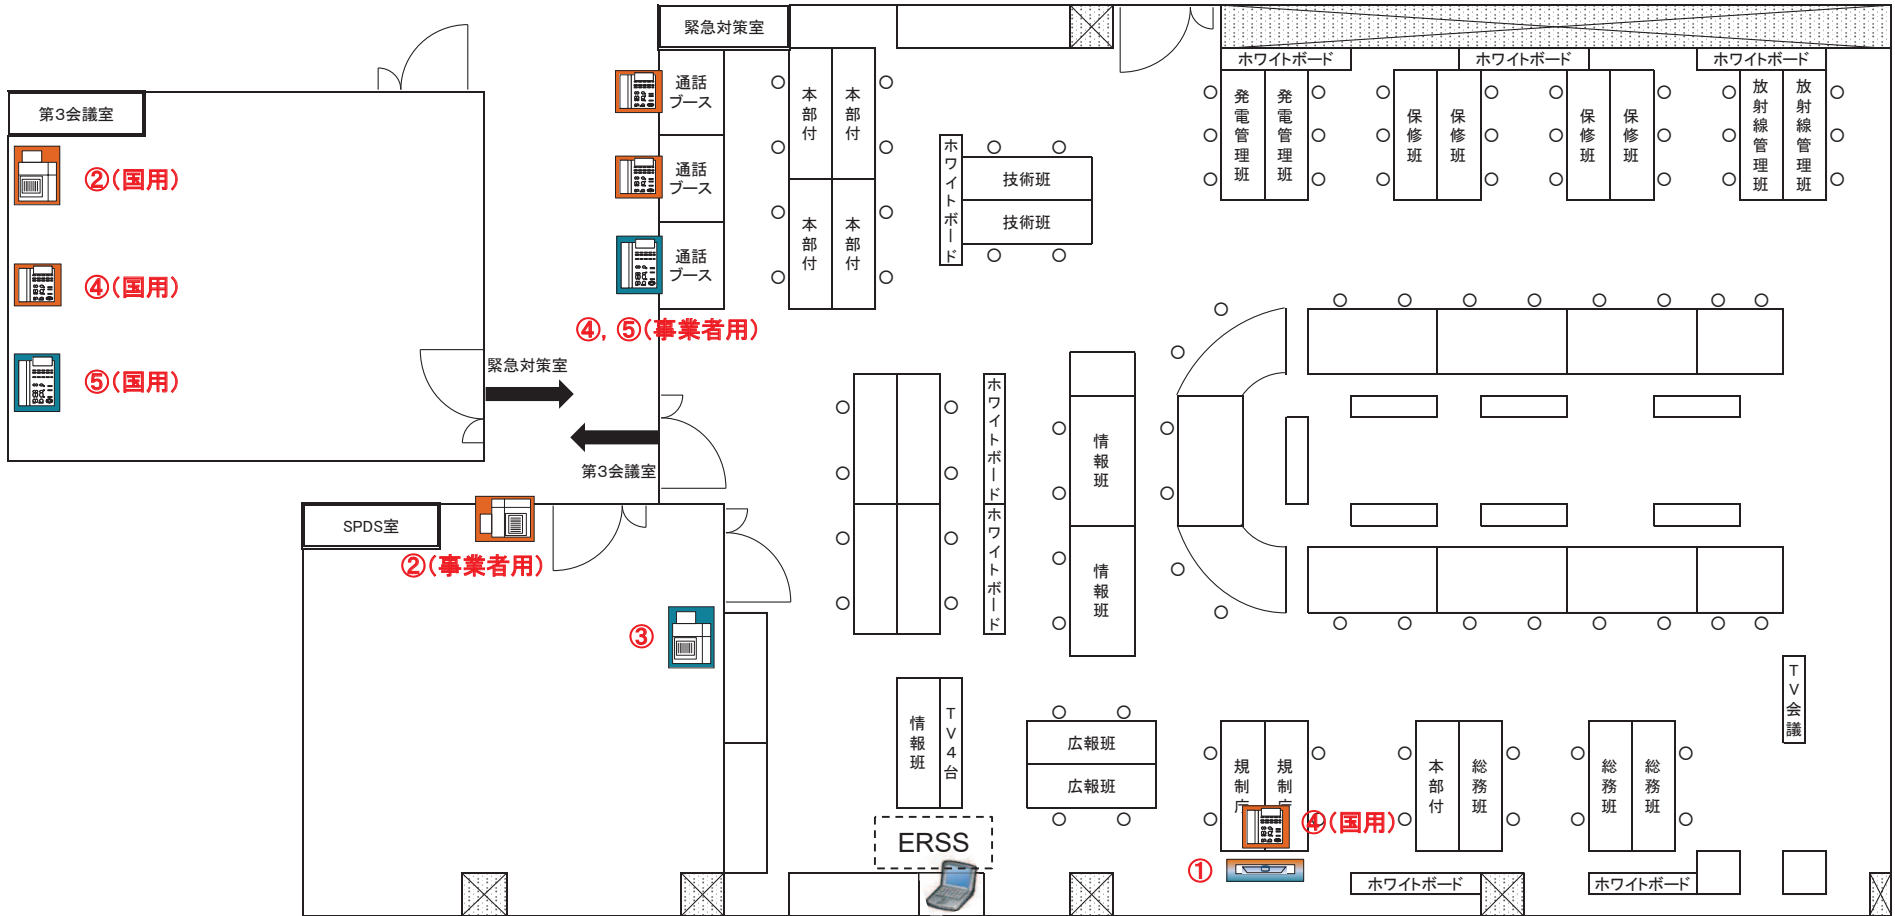 緊急対策室
第3会議室
②(国用)
④(国用)
⑤(国用)
通話
ブース
通話
ブース
通話
ブース
④, ⑤(事業者用)
緊急対策室
第3会議室
本部付
本部付
本部付
本部付
ホワイトボード
技術班
技術班
ホワイトボード
発電管理班
発電管理班
ホワイトボード
保修班
保修班
保修班
保修班
ホワイトボード
放射線管理班
放射線管理班
SPDS室
②(事業者用)
③
ホワイトボード
ホワイトボード
情報班
情報班
情報班
TV4台
広報班
広報班
ERSS
規制庁
規制庁
④(国用)
①
本部付
総務班
総務班
総務班
TV会議
ホワイトボード
ホワイトボード